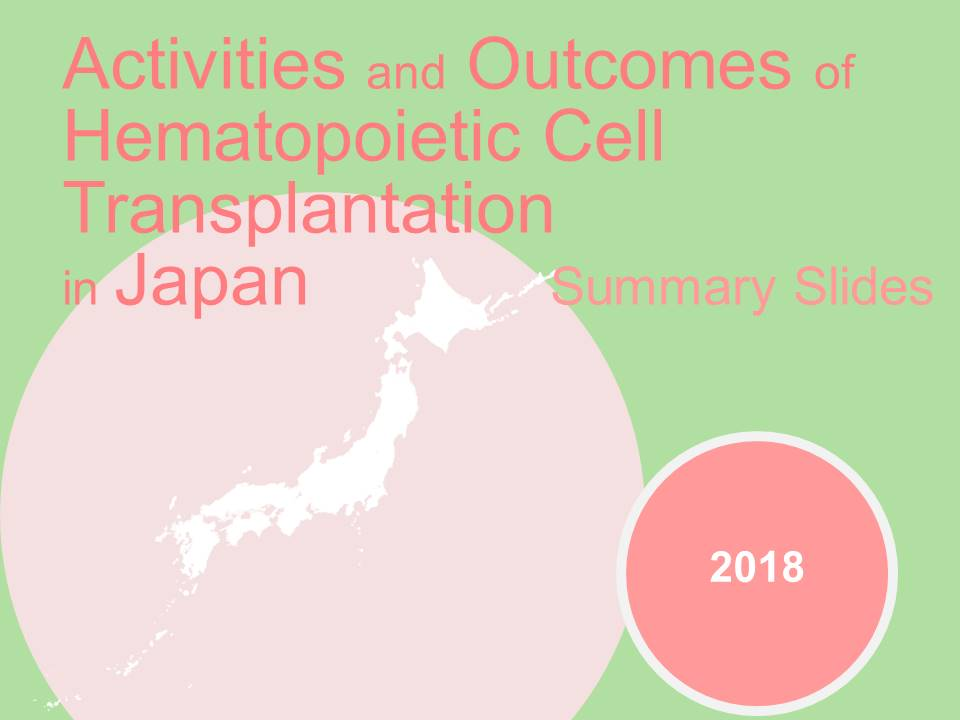 Activities and Outcomes of
Hematopoietic Cell
Transplantation
in Japan Summary Slides
2018